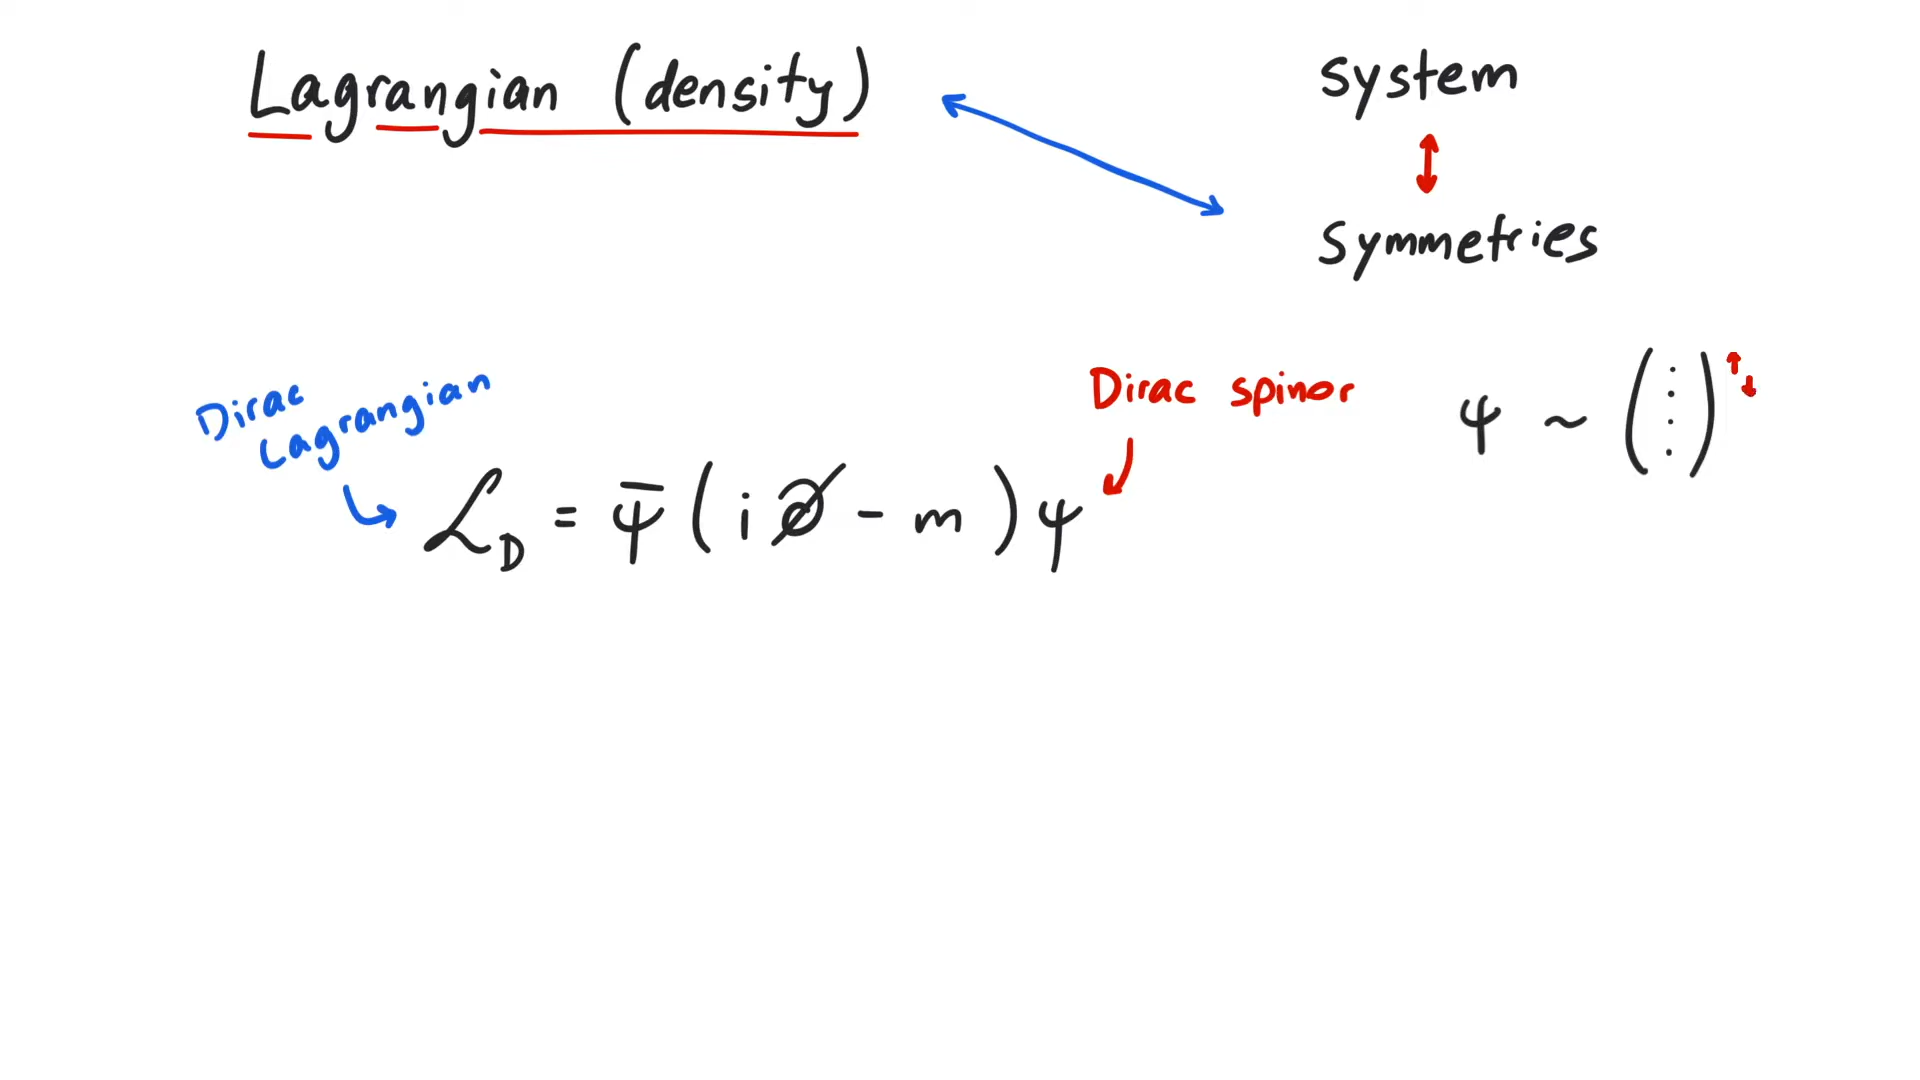 Lagrangian (density)
System
Symmetries
Dirac
Lagrangian
Dirac spinor
ψ ~ (⋮)
ℒ_D = ψ̄ ( i ∂̸ - m ) ψ